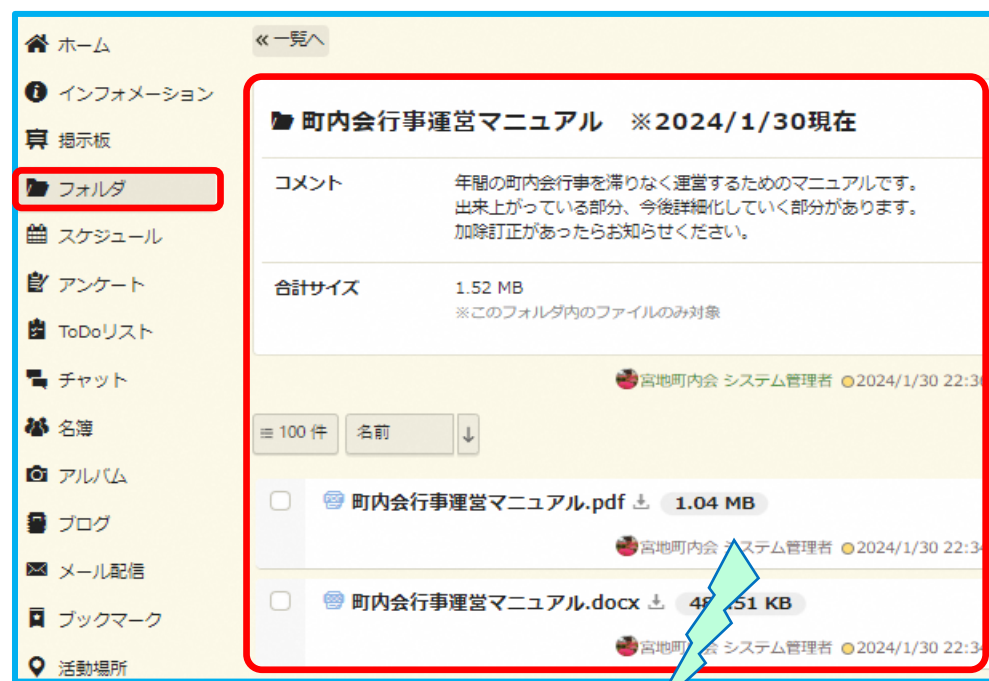 ホーム
インフォメーション
掲示板
フォルダ
スケジュール
アンケート
ToDoリスト
チャット
名簿
アルバム
ブログ
メール配信
ブックマーク
活動場所
« 一覧へ
町内会行事運営マニュアル ※2024/1/30現在
コメント
年間の町内会行事を滞りなく運営するためのマニュアルです。
出来上がっている部分、今後詳細化していく部分があります。
加除訂正があったらお知らせください。
合計サイズ
1.52 MB
※このフォルダ内のファイルのみ対象
宮地町内会 システム管理者 2024/1/30
100 件 名前 ↓
町内会行事運営マニュアル.pdf 1.04 MB
宮地町内会 システム管理者 2024/1/30
町内会行事運営マニュアル.docx KB
宮地町内会 システム管理者 2024/1/30